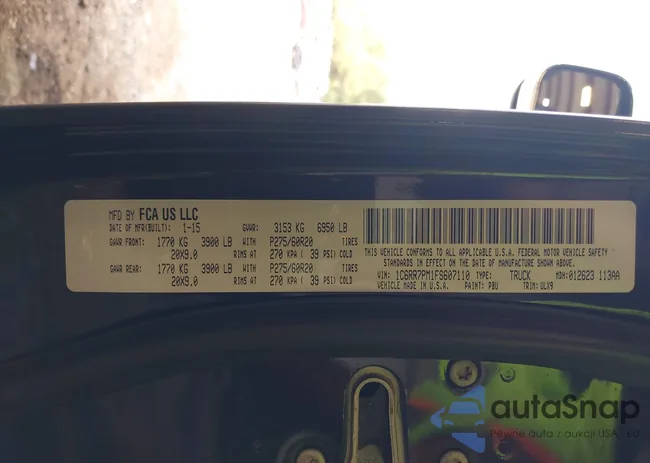 MFD BY FCA US LLC
DATE OF MFR(BUILT): 1-15 GVWR: 3153 KG 6950 LB
GAWR FRONT: 1770 KG 3900 LB WITH P275/60R20 TIRES
20X9.0 RIMS AT 270 KPA ( 39 PSI) COLD
GAWR REAR: 1770 KG 3900 LB WITH P275/60R20 TIRES
20X9.0 RIMS AT 270 KPA ( 39 PSI) COLD
THIS VEHICLE CONFORMS TO ALL APPLICABLE U.S.A. FEDERAL MOTOR VEHICLE SAFETY
STANDARDS IN EFFECT ON THE DATE OF MANUFACTURE SHOWN ABOVE.
VIN: 1C6RR7PM1FS607110 TYPE: TRUCK MDH: 012623 113AA
VEHICLE MADE IN U.S.A. PAINT: PBU TRIM: ULX9
autaSnap
Pewne auta z aukcji USA